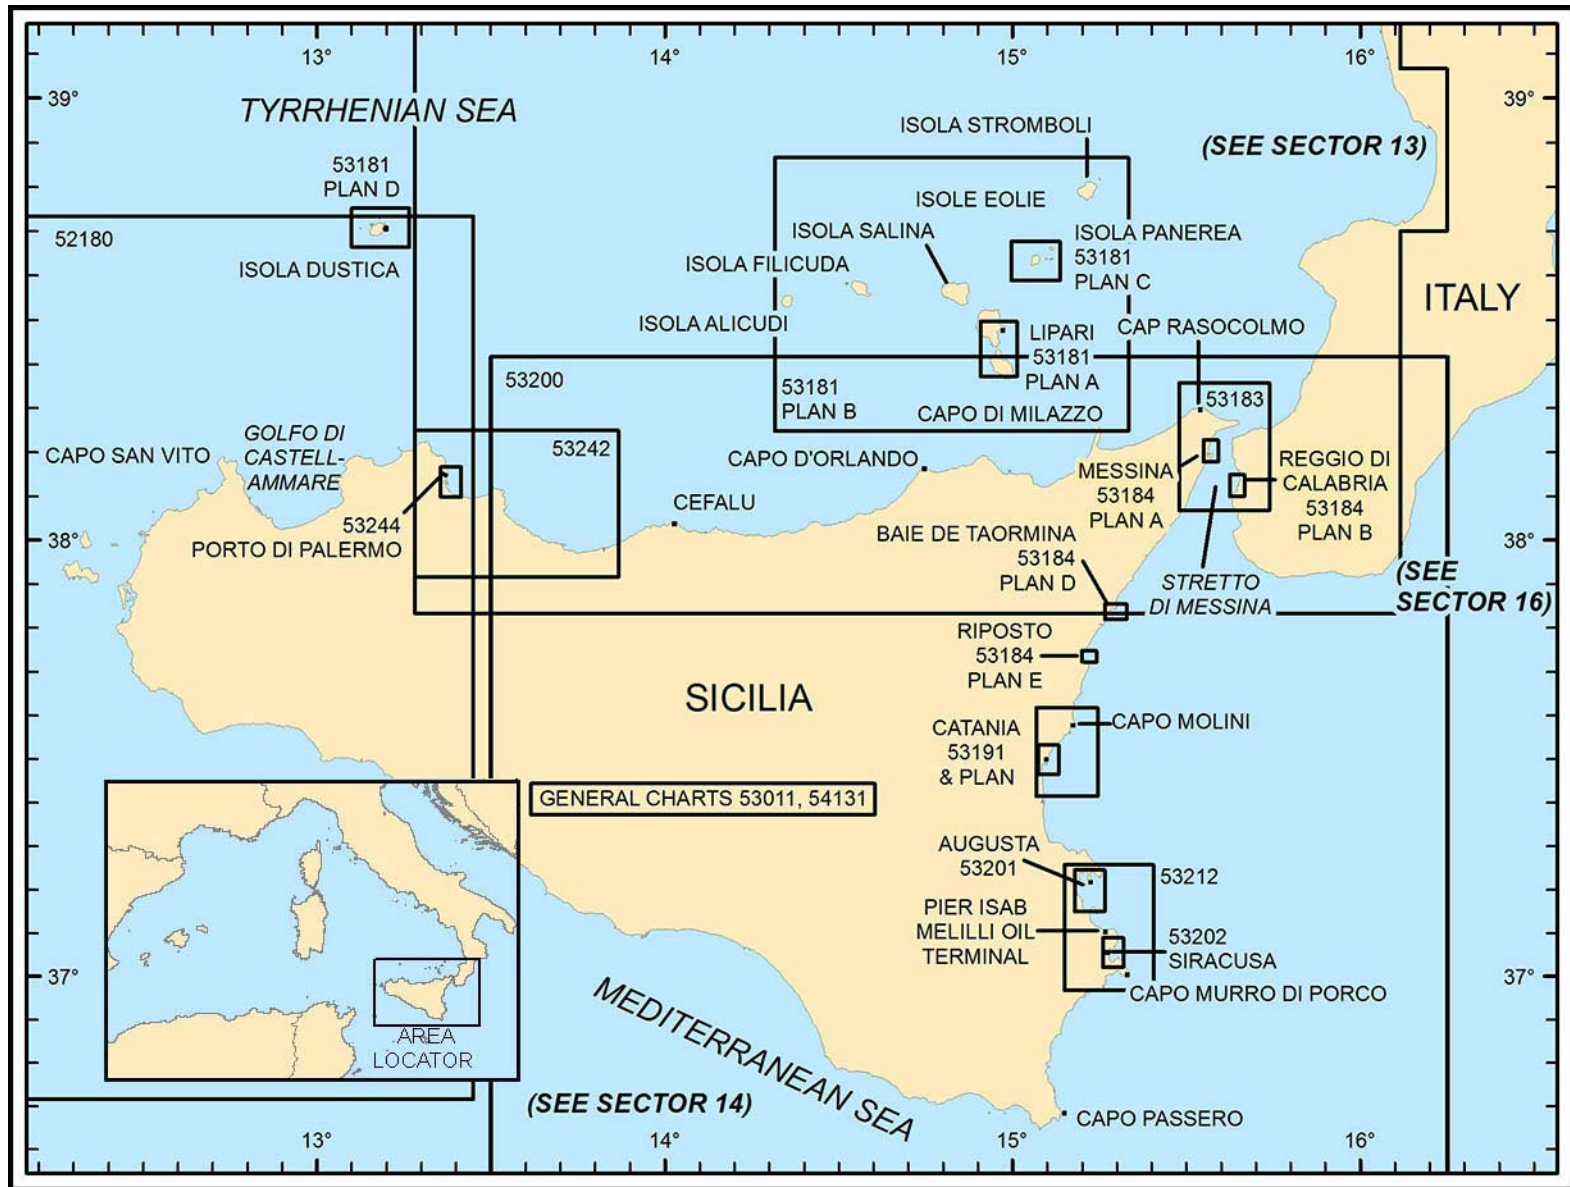 13°
14°
15°
16°
39°
TYRRHENIAN SEA
ISOLA STROMBOLI
39°
(SEE SECTOR 13)
53181
PLAN D
ISOLE EOLIE
52180
ISOLA SALINA
ISOLA PANEREA
53181
PLAN C
ISOLA DUSTICA
ISOLA FILICUDA
ITALY
ISOLA ALICUDI
LIPARI
53181
PLAN A
CAP RASOCOLMO
53200
53181
PLAN B
CAPO DI MILAZZO
53183
GOLFO DI
CASTELL-
AMMARE
CAPO SAN VITO
53242
CAPO D'ORLANDO
MESSINA
53184
PLAN A
REGGIO DI
CALABRIA
53184
PLAN B
CEFALU
53244
PORTO DI PALERMO
38°
BAIE DE TAORMINA
53184
PLAN D
38°
STRETTO
DI MESSINA
(SEE
SECTOR 16)
RIPOSTO
53184
PLAN E
SICILIA
CATANIA
53191
& PLAN
CAPO MOLINI
GENERAL CHARTS 53011, 54131
AUGUSTA
53201
53212
PIER ISAB
MELILLI OIL
TERMINAL
53202
SIRACUSA
37°
37°
CAPO MURRO DI PORCO
MEDITERRANEAN SEA
AREA
LOCATOR
(SEE SECTOR 14)
CAPO PASSERO
13°
14°
15°
16°